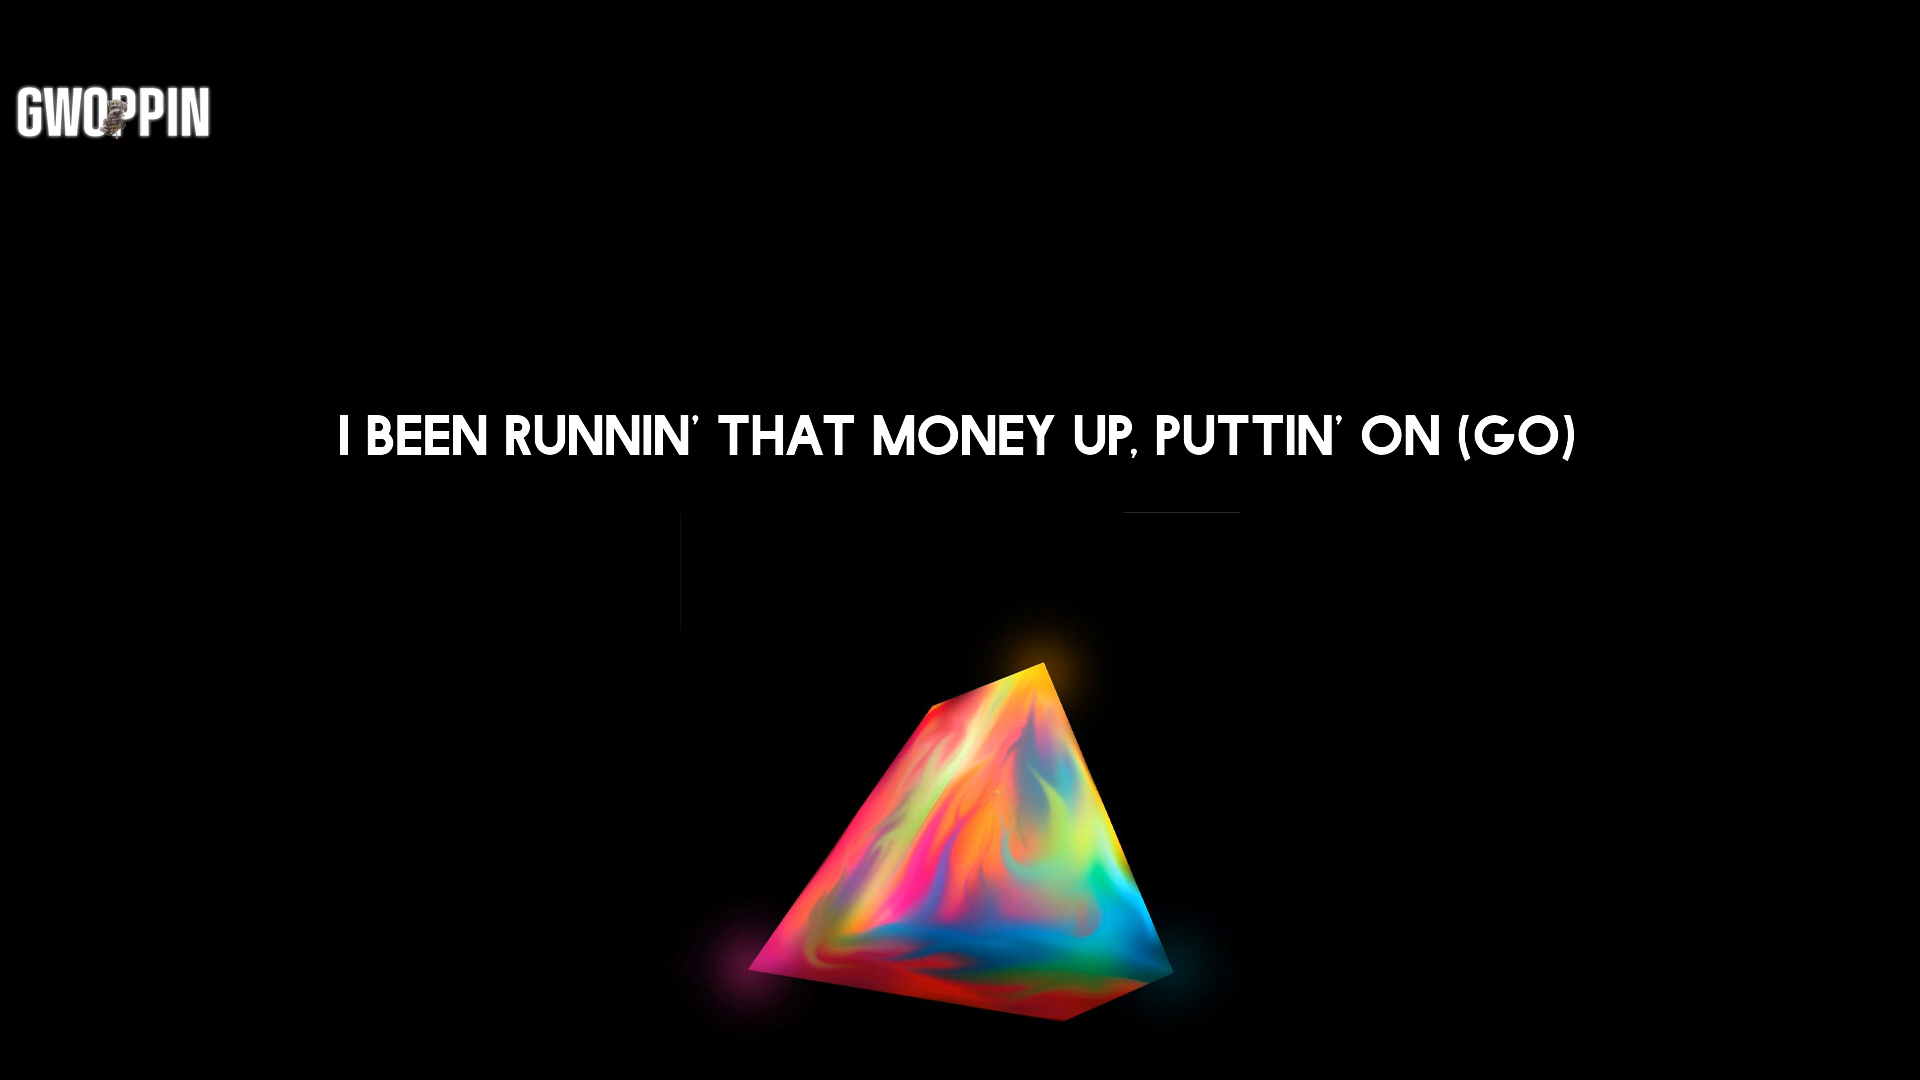 GWOPPIN
I BEEN RUNNIN’ THAT MONEY UP, PUTTIN’ ON (GO)